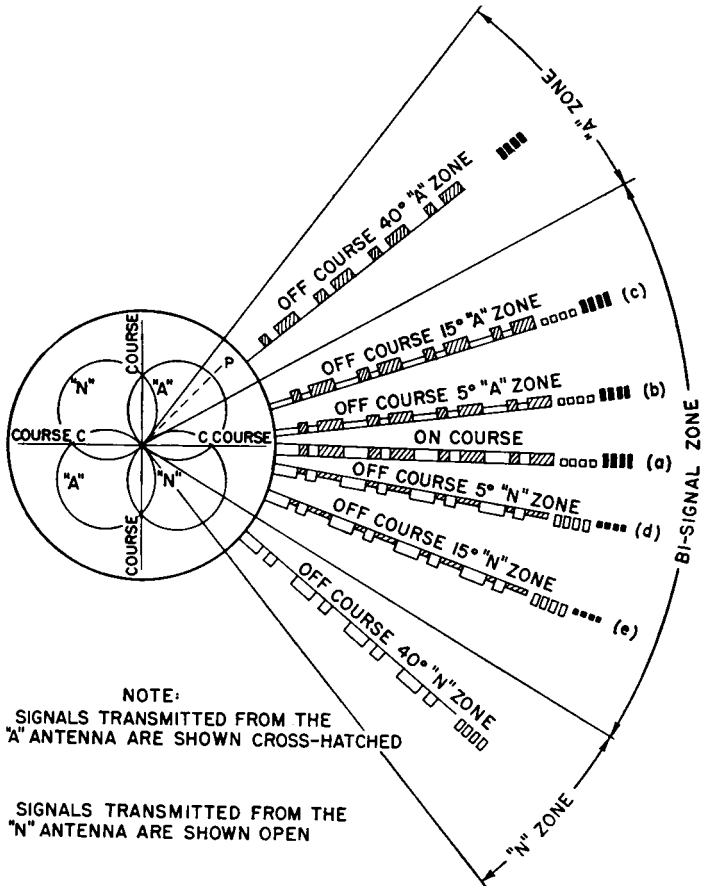 "A" ZONE
OFF COURSE 40° "A" ZONE
OFF COURSE 15° "A" ZONE
(c)
OFF COURSE 5° "A" ZONE
(b)
ON COURSE
(a)
OFF COURSE 5° "N" ZONE
(d)
OFF COURSE 15° "N" ZONE
(e)
OFF COURSE 40° "N" ZONE
BI-SIGNAL ZONE
"N" ZONE
COURSE
P
"N"
"A"
COURSE C
C COURSE
"A"
"N"
COURSE
NOTE:
SIGNALS TRANSMITTED FROM THE
"A" ANTENNA ARE SHOWN CROSS-HATCHED
SIGNALS TRANSMITTED FROM THE
"N" ANTENNA ARE SHOWN OPEN